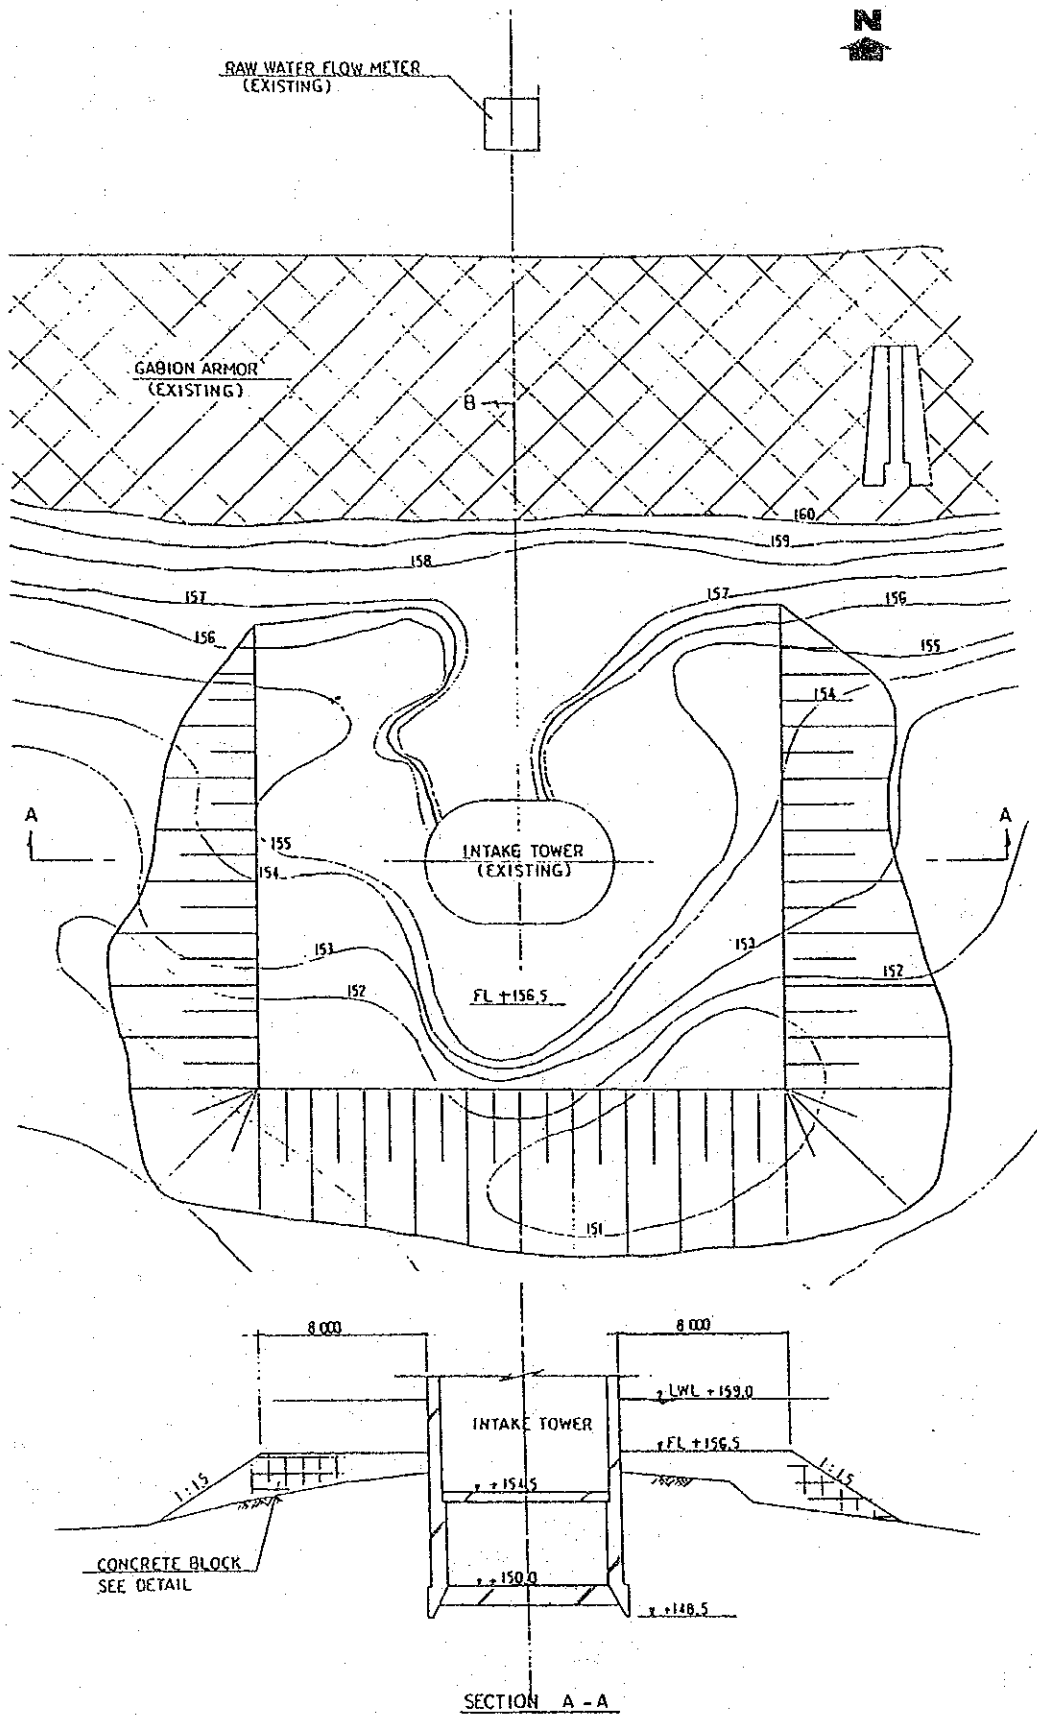 N
RAW WATER FLOW METER
(EXISTING)
GABION ARMOR
(EXISTING)
B
160
159
158
157
157
156
156
155
154
A
A
INTAKE TOWER
(EXISTING)
155
154
153
153
152
152
FL +156,5
151
8 000
8 000
LWL +159,0
INTAKE TOWER
FL +156,5
1:1.5
1:1.5
+154,5
CONCRETE BLOCK
SEE DETAIL
+150,0
+148,5
SECTION A - A